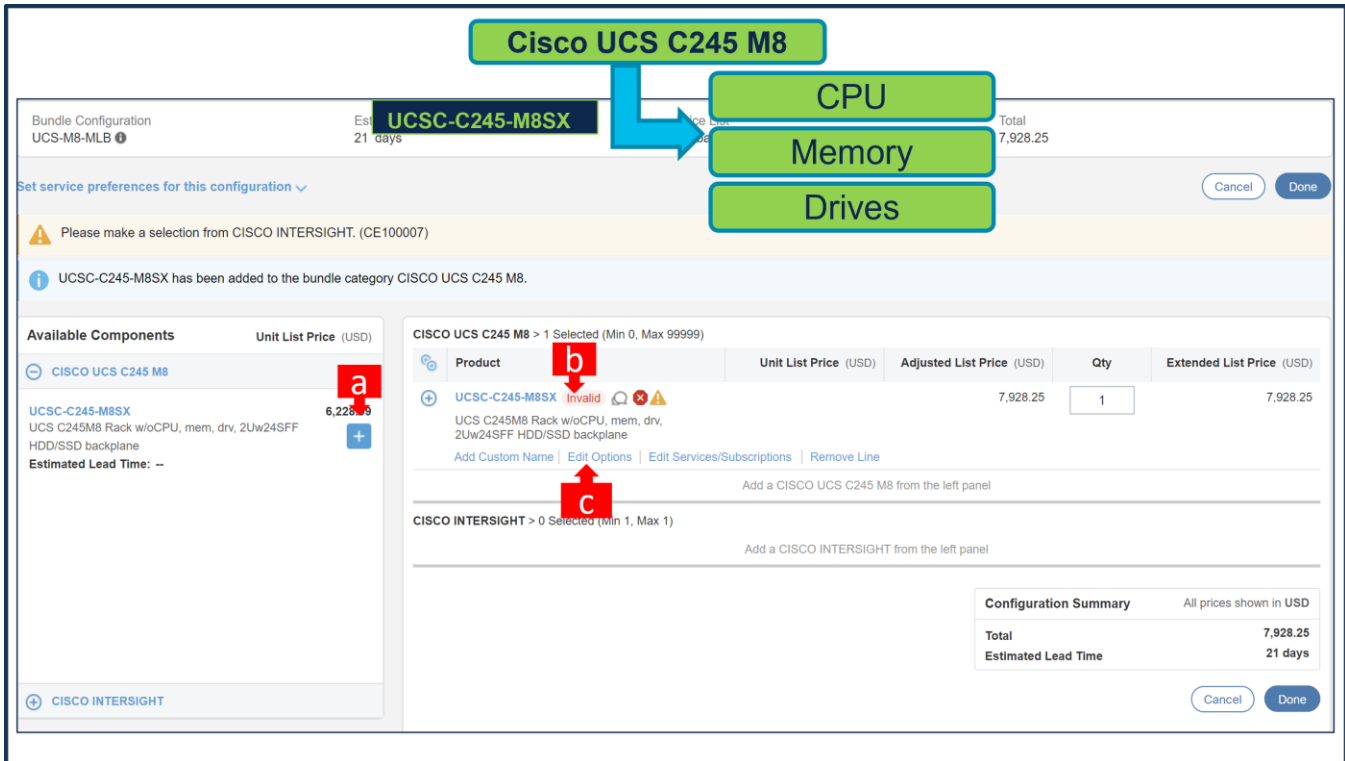 Cisco UCS C245 M8
CPU
Memory
Drives
UCSC-C245-M8SX
Bundle Configuration
UCS-M8-MLB
Total
21 days
7,928.25
Set service preferences for this configuration
Cancel
Done
Please make a selection from CISCO INTERSIGHT. (CE100007)
UCSC-C245-M8SX has been added to the bundle category CISCO UCS C245 M8.
Available Components
Unit List Price (USD)
CISCO UCS C245 M8
a
UCSC-C245-M8SX
UCS C245M8 Rack w/oCPU, mem, drv, 2Uw24SFF
HDD/SSD backplane
Estimated Lead Time: --
CISCO INTERSIGHT
CISCO UCS C245 M8 > 1 Selected (Min 0, Max 99999)
Product
Unit List Price (USD)
Adjusted List Price (USD)
Qty
Extended List Price (USD)
b
UCSC-C245-M8SX Invalid
7,928.25
1
7,928.25
UCS C245M8 Rack w/oCPU, mem, drv,
2Uw24SFF HDD/SSD backplane
Add Custom Name | Edit Options | Edit Services/Subscriptions | Remove Line
c
Add a CISCO UCS C245 M8 from the left panel
CISCO INTERSIGHT > 0 Selected (Min 1, Max 1)
Add a CISCO INTERSIGHT from the left panel
Configuration Summary
All prices shown in USD
Total
7,928.25
Estimated Lead Time
21 days
Cancel
Done